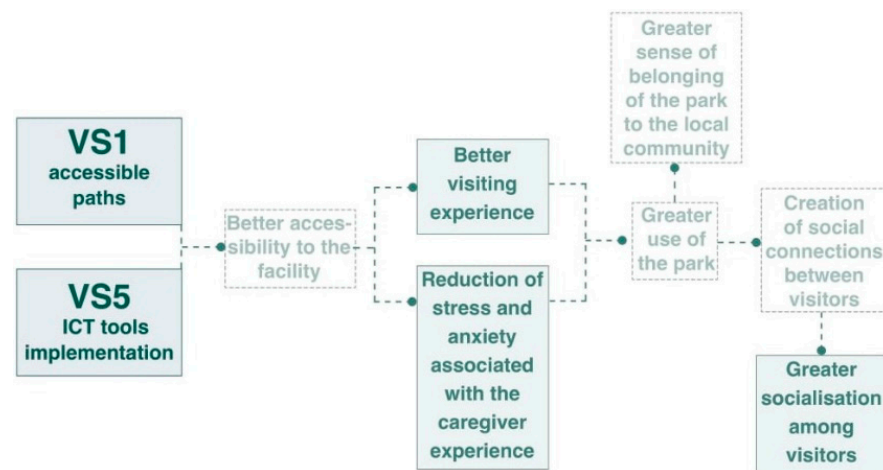 VS1
accessible
paths
VS5
ICT tools
implementation
Better acces-
sibility to the
facility
Better
visiting
experience
Reduction of
stress and
anxiety
associated
with the
caregiver
experience
Greater
sense of
belonging
of the park
to the local
community
Greater
use of
the park
Creation
of social
connections
between
visitors
Greater
socialisation
among
visitors